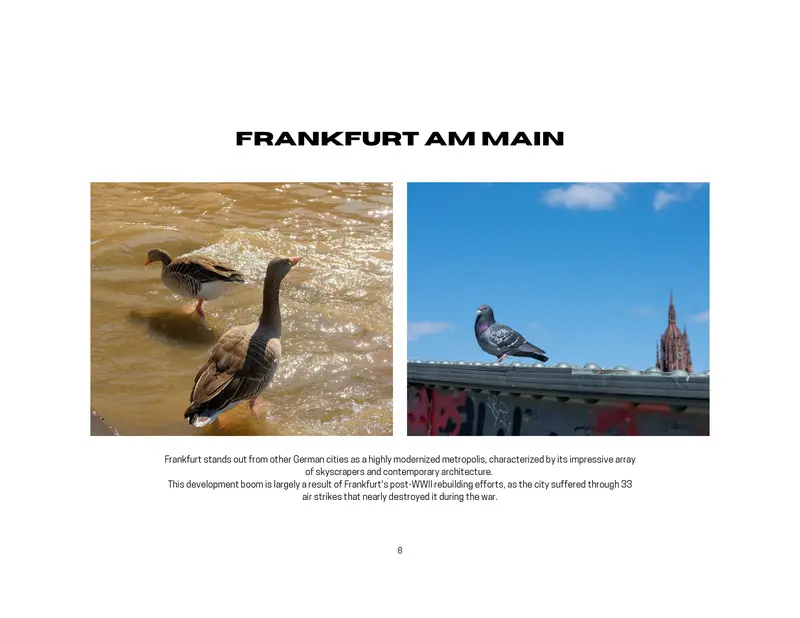 FRANKFURT AM MAIN
Frankfurt stands out from other German cities as a highly modernized metropolis, characterized by its impressive array
of skyscrapers and contemporary architecture.
This development boom is largely a result of Frankfurt's post-WWII rebuilding efforts, as the city suffered through 33
air strikes that nearly destroyed it during the war.
8